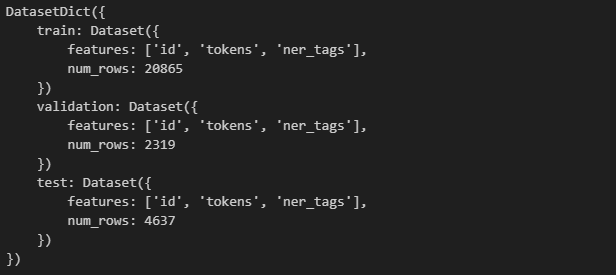 DatasetDict({
    train: Dataset({
        features: ['id', 'tokens', 'ner_tags'],
        num_rows: 20865
    })
    validation: Dataset({
        features: ['id', 'tokens', 'ner_tags'],
        num_rows: 2319
    })
    test: Dataset({
        features: ['id', 'tokens', 'ner_tags'],
        num_rows: 4637
    })
})